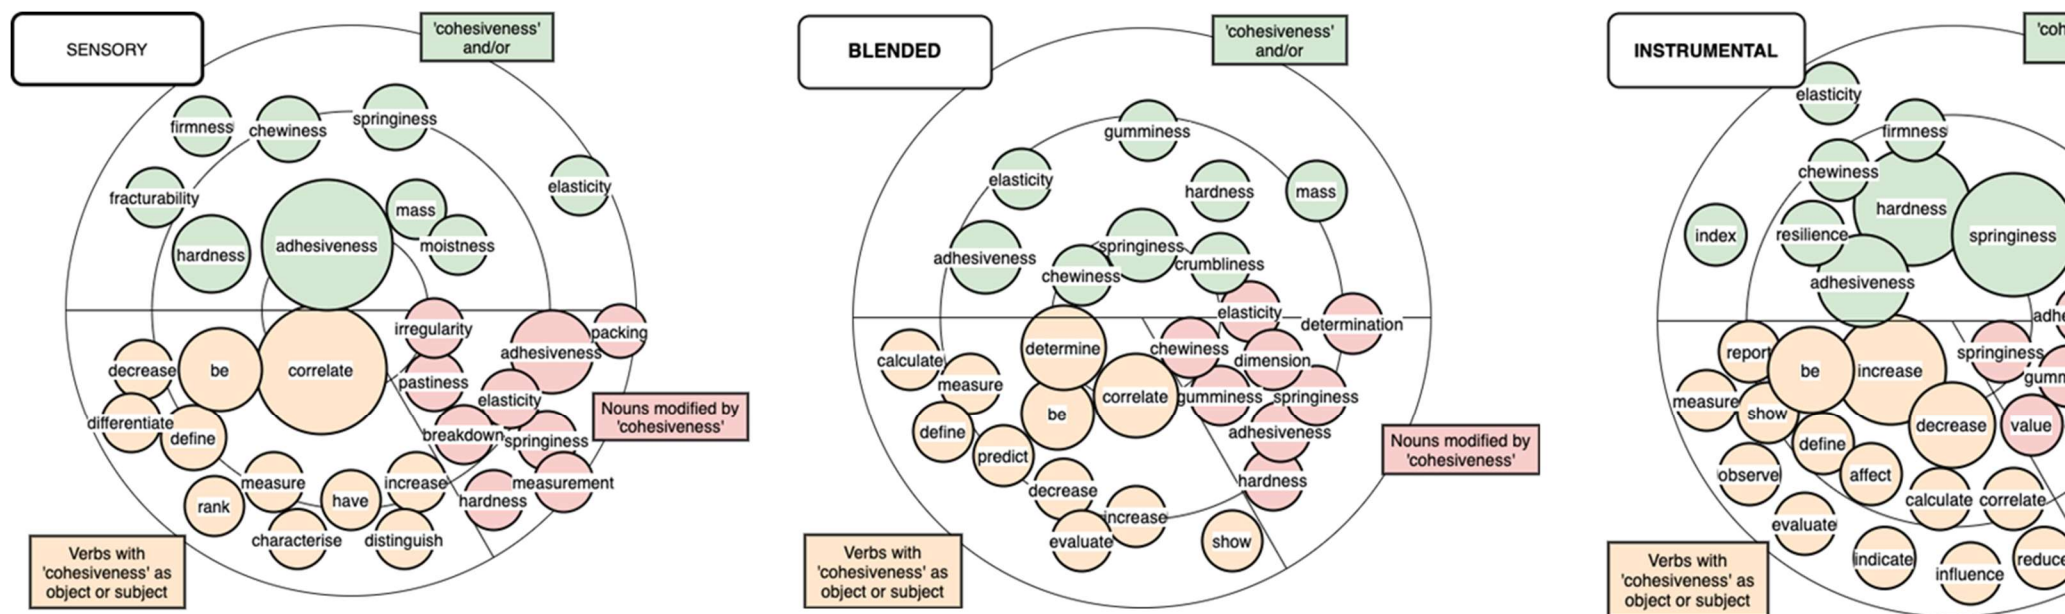 SENSORY
'cohesiveness'
and/or
firmness
chewiness
springiness
fracturability
elasticity
mass
hardness
adhesiveness
moistness
irregularity
packing
adhesiveness
decrease
be
correlate
pastiness
elasticity
differentiate
define
breakdown
springiness
Nouns modified by
'cohesiveness'
measure
increase
measurement
rank
have
hardness
characterise
distinguish
Verbs with
'cohesiveness' as
object or subject
BLENDED
'cohesiveness'
and/or
gumminess
elasticity
hardness
mass
adhesiveness
springiness
crumbliness
chewiness
elasticity
determination
determine
chewiness
calculate
dimension
measure
be
correlate
gumminess
springiness
define
adhesiveness
Nouns modified by
'cohesiveness'
predict
decrease
hardness
increase
evaluate
show
Verbs with
'cohesiveness' as
object or subject
INSTRUMENTAL
'coh
elasticity
firmness
chewiness
hardness
index
resilience
springiness
adhesiveness
adhe
report
be
increase
springiness
gumm
measure
show
decrease
value
define
observe
affect
calculate
correlate
evaluate
indicate
influence
reduce
Verbs with
'cohesiveness' as
object or subject